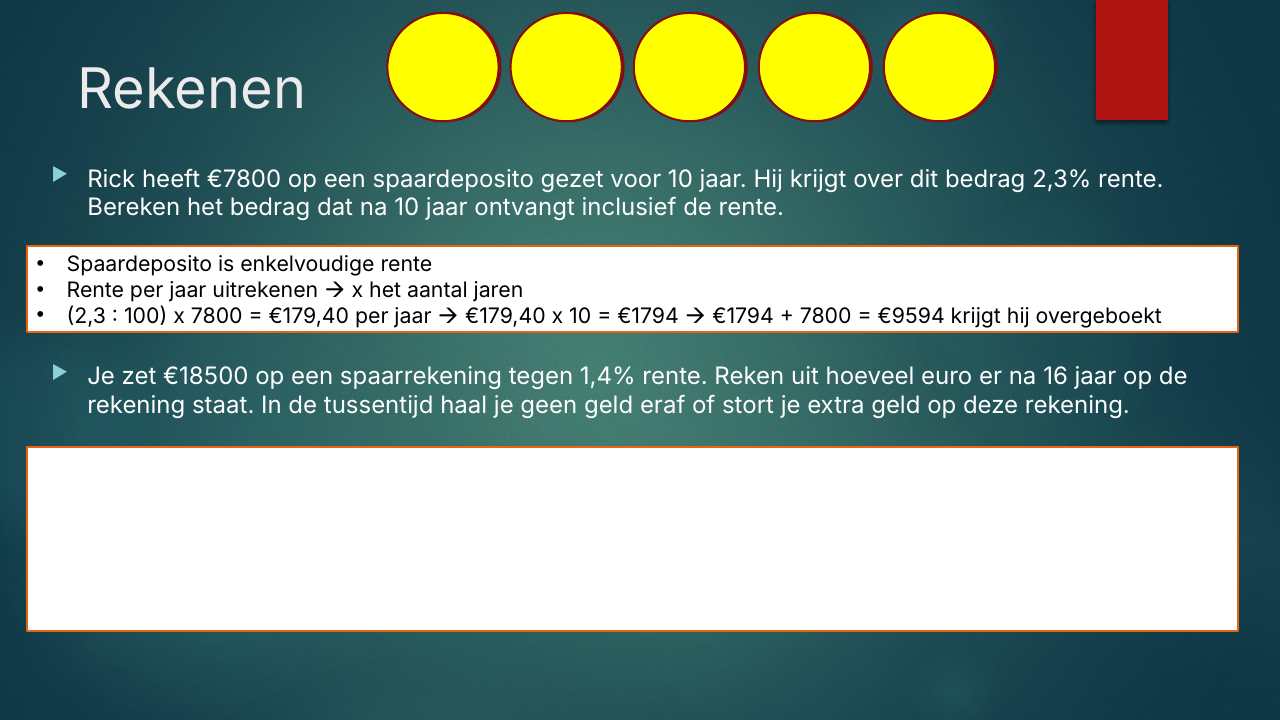 Rekenen
Rick heeft €7800 op een spaardeposito gezet voor 10 jaar. Hij krijgt over dit bedrag 2,3% rente.
Bereken het bedrag dat na 10 jaar ontvangt inclusief de rente.
• Spaardeposito is enkelvoudige rente
• Rente per jaar uitrekenen → x het aantal jaren
• (2,3 : 100) x 7800 = €179,40 per jaar → €179,40 x 10 = €1794 → €1794 + 7800 = €9594 krijgt hij overgeboekt
Je zet €18500 op een spaarrekening tegen 1,4% rente. Reken uit hoeveel euro er na 16 jaar op de
rekening staat. In de tussentijd haal je geen geld eraf of stort je extra geld op deze rekening.